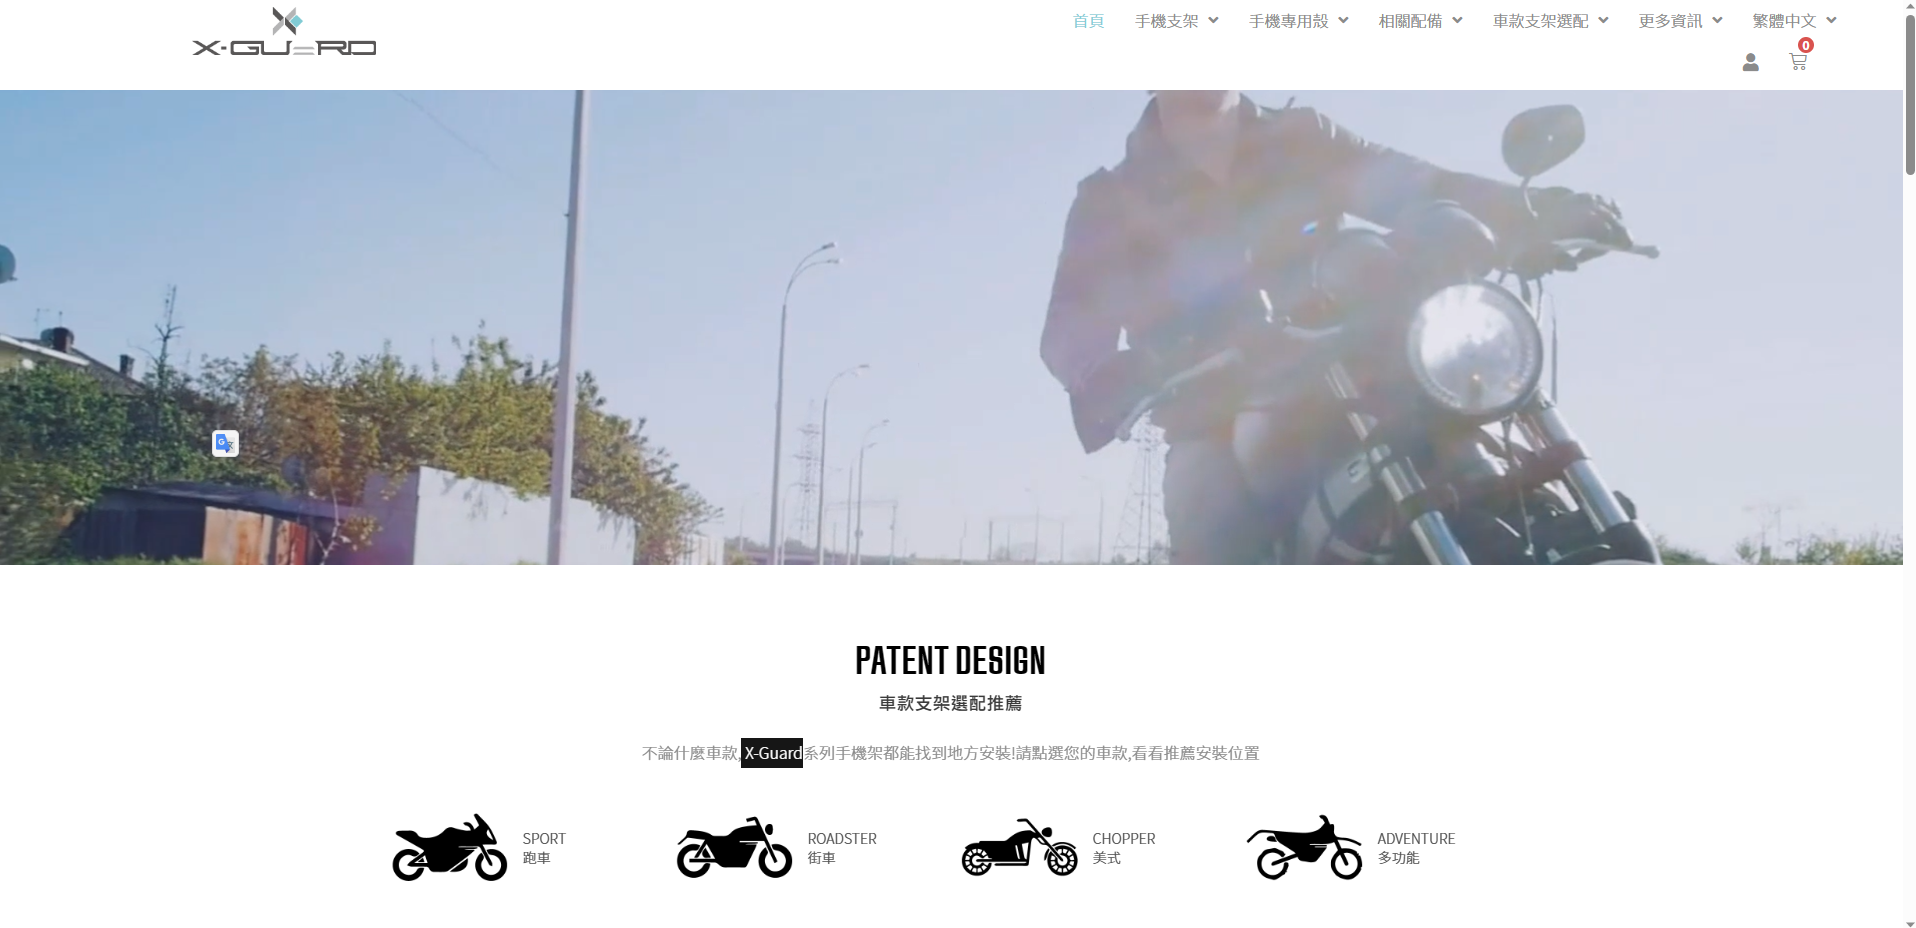 X-GUARD
首頁 手機支架 手機專用殼 相關配備 車款支架選配 更多資訊 繁體中文
0
PATENT DESIGN
車款支架選配推薦
不論什麼車款, X-Guard系列手機架都能找到地方安裝!請點選您的車款,看看推薦安裝位置
SPORT
跑車
ROADSTER
街車
CHOPPER
美式
ADVENTURE
多功能